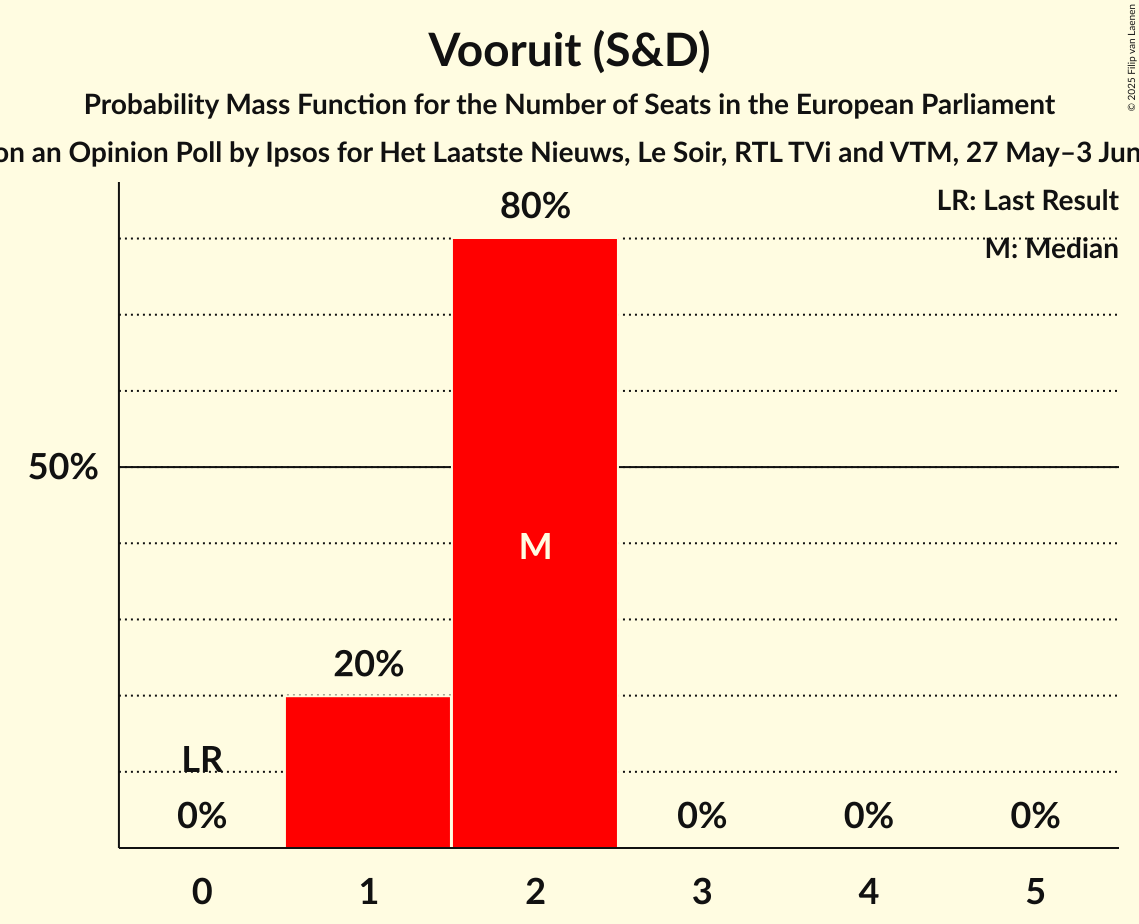 Vooruit (S&D)
Probability Mass Function for the Number of Seats in the European Parliament
on an Opinion Poll by Ipsos for Het Laatste Nieuws, Le Soir, RTL TVi and VTM, 27 May–3 Jun
© 2025 Filip van Laenen
LR: Last Result
M: Median
80%
50%
M
20%
LR
0%
0%
0%
0%
0 1 2 3 4 5